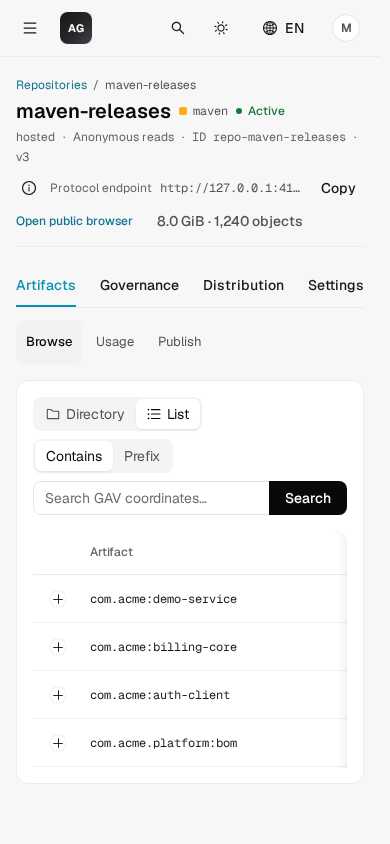 AG
EN
M
Repositories / maven-releases
maven-releases maven Active
hosted · Anonymous reads · ID repo-maven-releases ·
v3
Protocol endpoint http://127.0.0.1:41… Copy
Open public browser 8.0 GiB · 1,240 objects
Artifacts Governance Distribution Settings
Browse Usage Publish
Directory List
Contains Prefix
Search GAV coordinates... Search
Artifact
com.acme:demo-service
com.acme:billing-core
com.acme:auth-client
com.acme.platform:bom